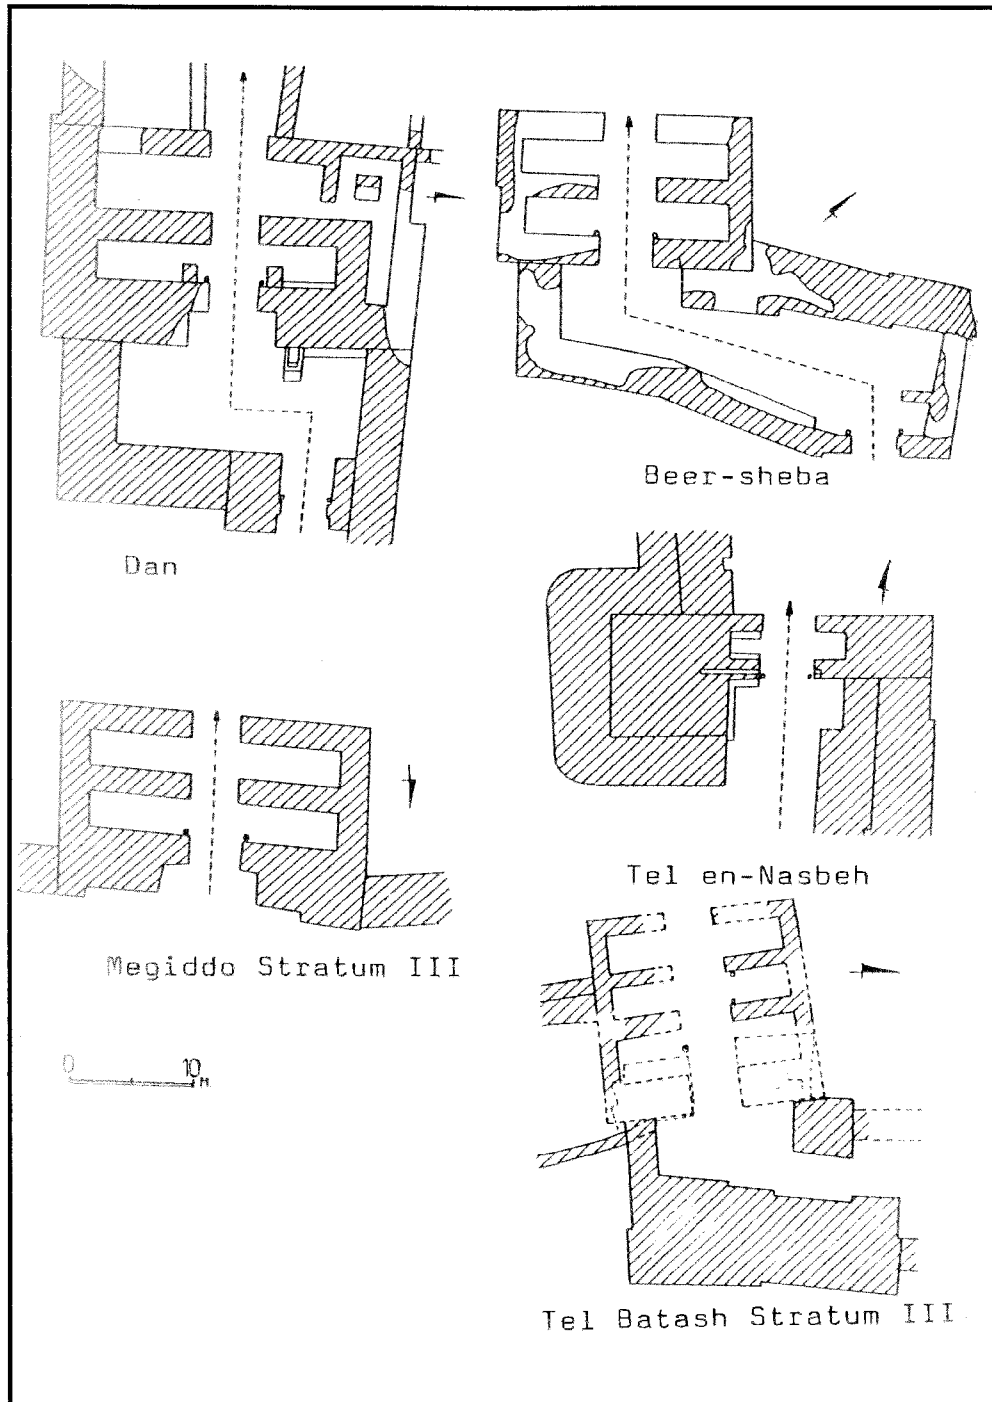 Beer-sheba
Dan
Tel en-Nasbeh
Megiddo Stratum III
0 10 M
Tel Batash Stratum III